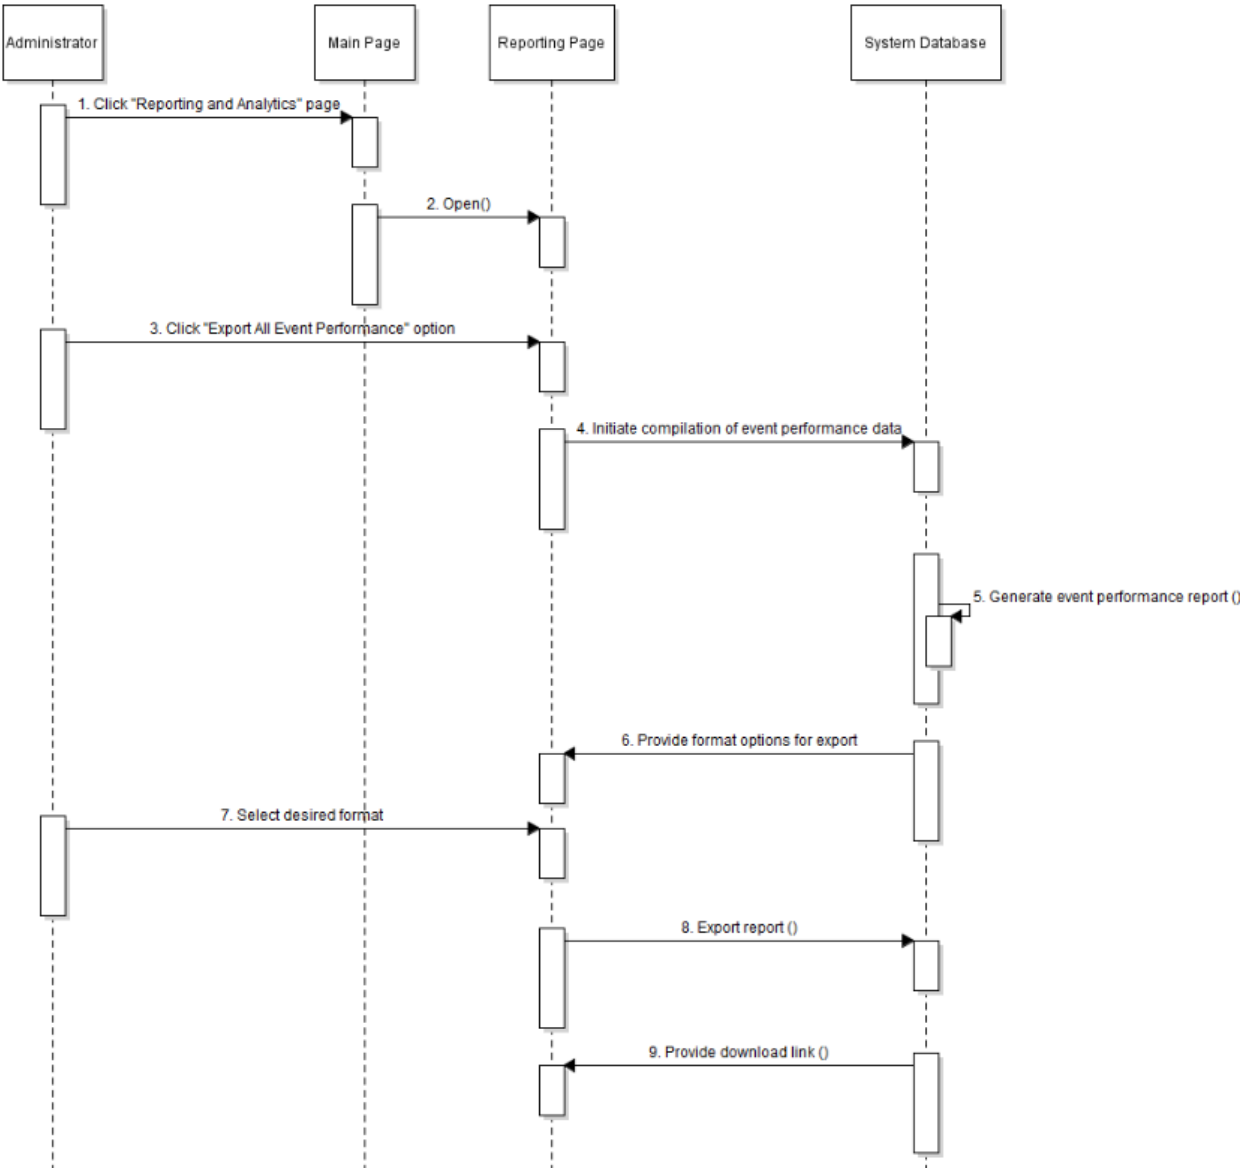 Administrator
Main Page
Reporting Page
System Database
1. Click "Reporting and Analytics" page
2. Open()
3. Click "Export All Event Performance" option
4. Initiate compilation of event performance data
5. Generate event performance report ()
6. Provide format options for export
7. Select desired format
8. Export report ()
9. Provide download link ()